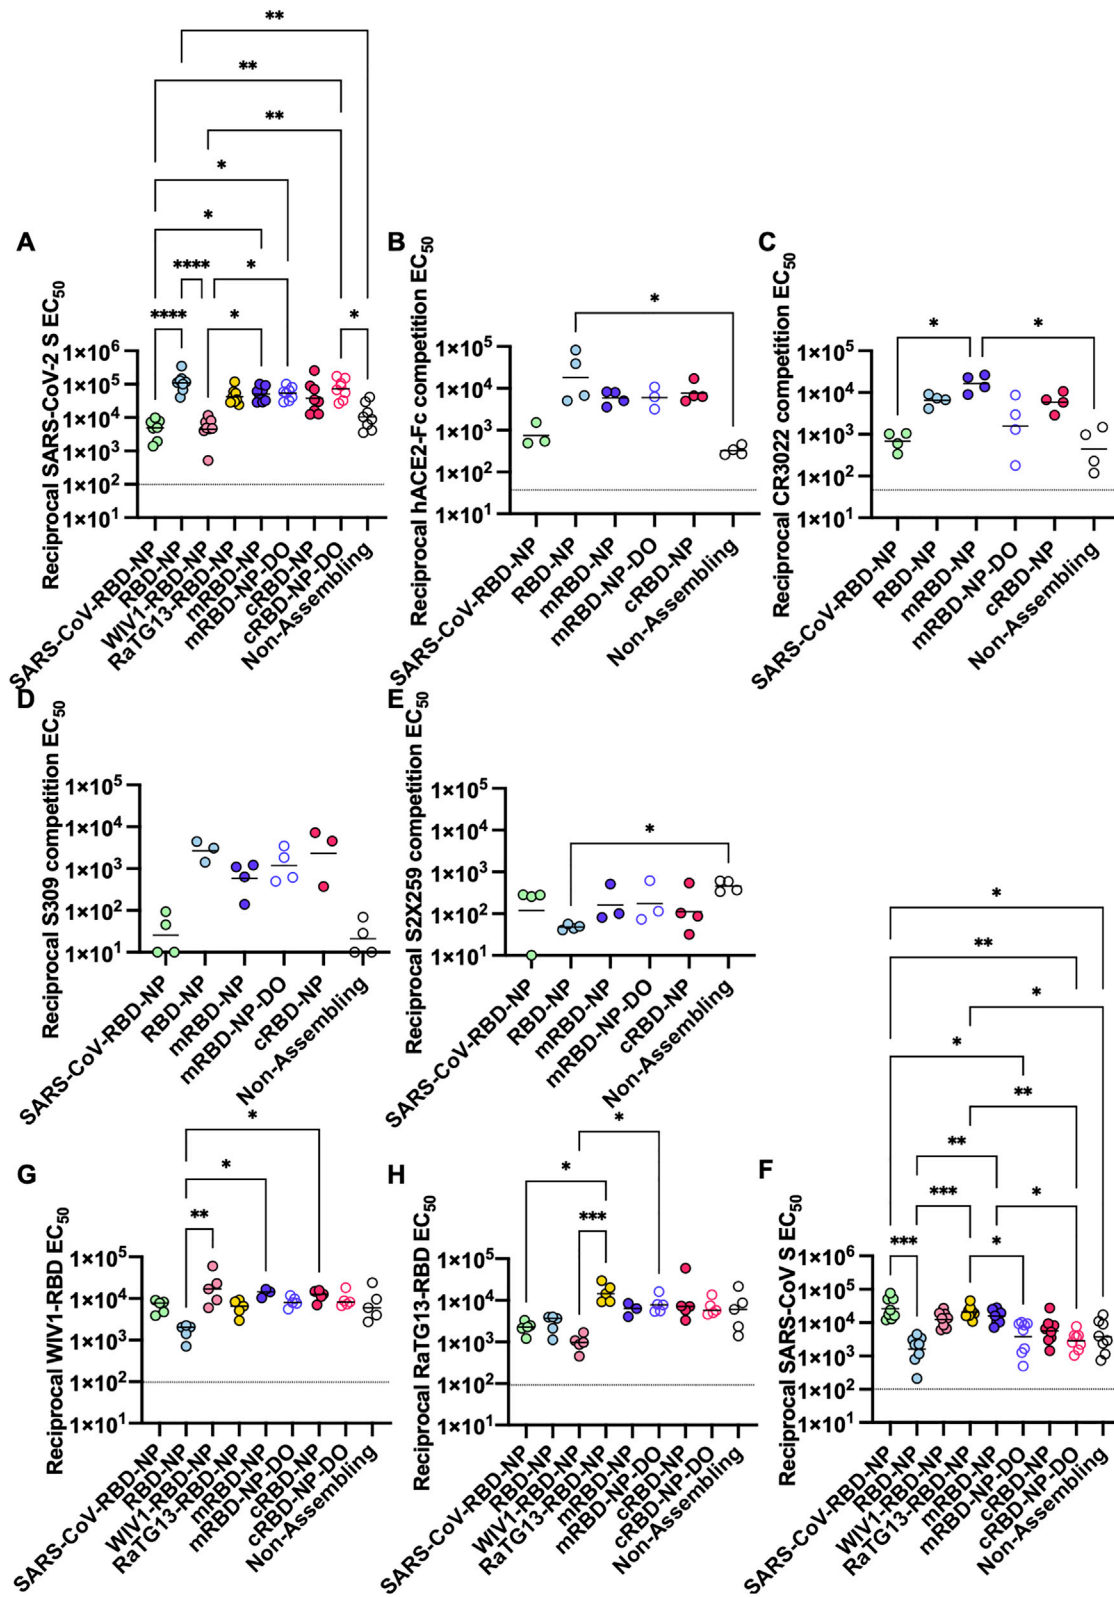 A
Reciprocal SARS-CoV-2 S EC50
**
**
**
*
*
**** *
**** *
*
1×10^6
1×10^5
1×10^4
1×10^3
1×10^2
1×10^1
SARS-CoV-RBD-NP
RBD-NP
WIV1-RBD-NP
RaTG13-RBD-NP
mRBD-NP
mRBD-NP-DO
cRBD-NP
cRBD-NP-DO
Non-Assembling
B
Reciprocal hACE2-Fc competition EC50
*
1×10^5
1×10^4
1×10^3
1×10^2
1×10^1
SARS-CoV-RBD-NP
RBD-NP
mRBD-NP
mRBD-NP-DO
cRBD-NP
Non-Assembling
C
Reciprocal CR3022 competition EC50
* *
1×10^5
1×10^4
1×10^3
1×10^2
1×10^1
SARS-CoV-RBD-NP
RBD-NP
mRBD-NP
mRBD-NP-DO
cRBD-NP
Non-Assembling
D
Reciprocal S309 competition EC50
1×10^5
1×10^4
1×10^3
1×10^2
1×10^1
SARS-CoV-RBD-NP
RBD-NP
mRBD-NP
mRBD-NP-DO
cRBD-NP
Non-Assembling
E
Reciprocal S2X259 competition EC50
*
1×10^5
1×10^4
1×10^3
1×10^2
1×10^1
SARS-CoV-RBD-NP
RBD-NP
mRBD-NP
mRBD-NP-DO
cRBD-NP
Non-Assembling
G
Reciprocal WIV1-RBD EC50
*
*
**
1×10^5
1×10^4
1×10^3
1×10^2
1×10^1
SARS-CoV-RBD-NP
RBD-NP
WIV1-RBD-NP
RaTG13-RBD-NP
mRBD-NP
mRBD-NP-DO
cRBD-NP
cRBD-NP-DO
Non-Assembling
H
Reciprocal RaTG13-RBD EC50
*
*
***
1×10^5
1×10^4
1×10^3
1×10^2
1×10^1
SARS-CoV-RBD-NP
RBD-NP
WIV1-RBD-NP
RaTG13-RBD-NP
mRBD-NP
mRBD-NP-DO
cRBD-NP
cRBD-NP-DO
Non-Assembling
F
Reciprocal SARS-CoV S EC50
*
**
*
*
**
**
*** *
*** *
1×10^6
1×10^5
1×10^4
1×10^3
1×10^2
1×10^1
SARS-CoV-RBD-NP
RBD-NP
WIV1-RBD-NP
RaTG13-RBD-NP
mRBD-NP
mRBD-NP-DO
cRBD-NP
cRBD-NP-DO
Non-Assembling